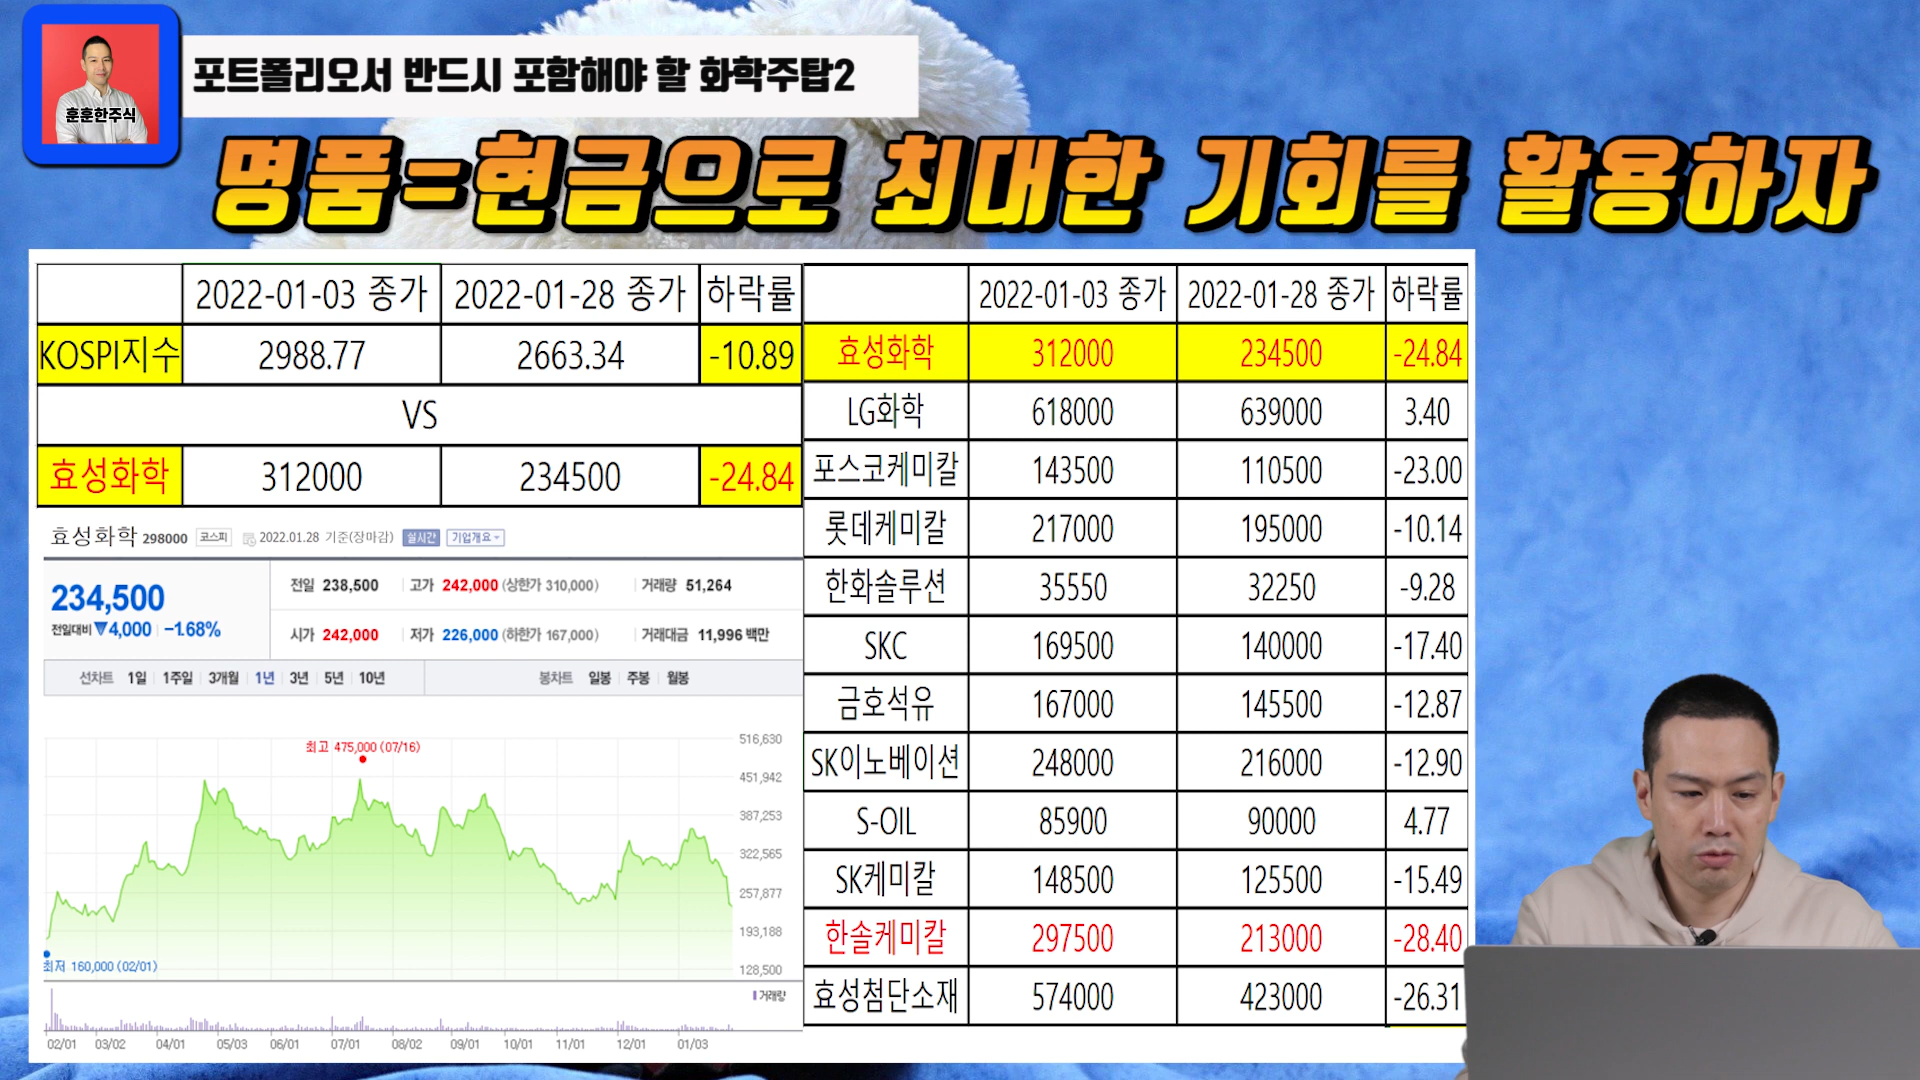 훈훈한주식
포트폴리오서 반드시 포함해야 할 화학주탑2
명품=현금으로 최대한 기회를 활용하자
2022-01-03 종가 2022-01-28 종가 하락률
KOSPI지수 2988.77 2663.34 -10.89
VS
효성화학 312000 234500 -24.84
효성화학 298000 코스피 2022.01.28 기준(장마감) 실시간 기업개요
234,500
전일대비 ▼4,000 -1.68%
전일 238,500 고가 242,000 (상한가 310,000) 거래량 51,264
시가 242,000 저가 226,000 (하한가 167,000) 거래대금 11,996 백만
선차트 1일 1주일 3개월 1년 3년 5년 10년 봉차트 일봉 주봉 월봉
최고 475,000 (07/16)
최저 160,000 (02/01)
516,630
451,942
387,253
322,565
257,877
193,188
128,500
거래량
02/01 03/02 04/01 05/03 06/01 07/01 08/02 09/01 10/01 11/01 12/01 01/03
2022-01-03 종가 2022-01-28 종가 하락률
효성화학 312000 234500 -24.84
LG화학 618000 639000 3.40
포스코케미칼 143500 110500 -23.00
롯데케미칼 217000 195000 -10.14
한화솔루션 35550 32250 -9.28
SKC 169500 140000 -17.40
금호석유 167000 145500 -12.87
SK이노베이션 248000 216000 -12.90
S-OIL 85900 90000 4.77
SK케미칼 148500 125500 -15.49
한솔케미칼 297500 213000 -28.40
효성첨단소재 574000 423000 -26.31